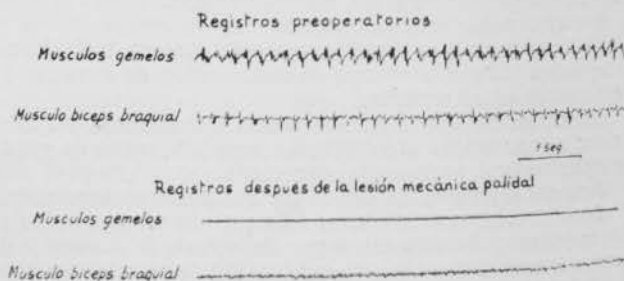 Registros preoperatorios
Musculos gemelos
Musculo biceps braquial
1 seg
Registros después de la lesión mecánica palidal
Musculos gemelos
Musculo biceps braquial